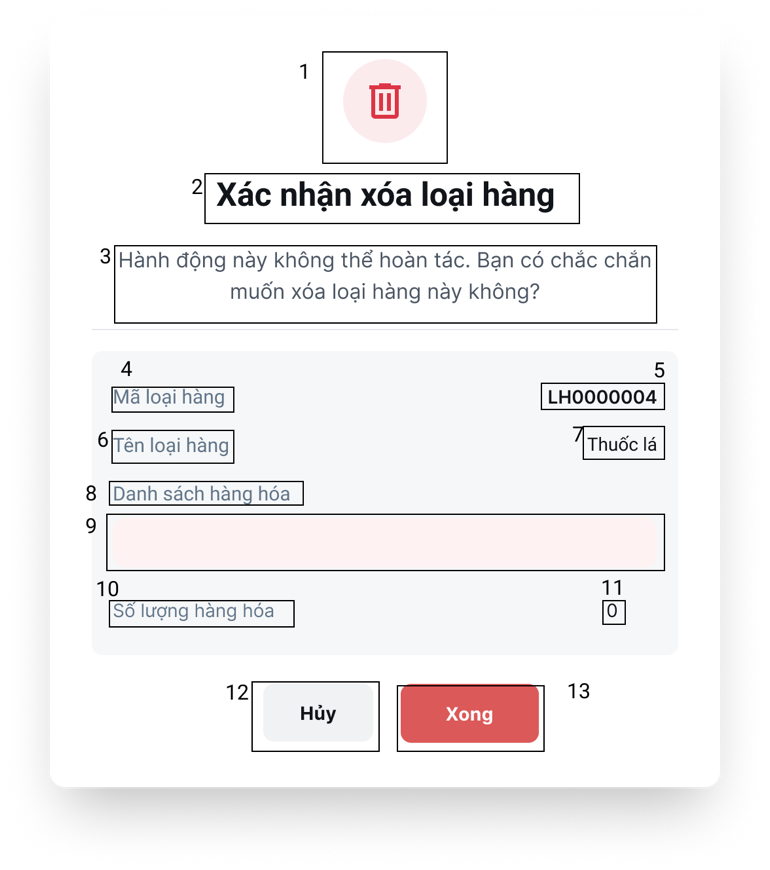 1
2 Xác nhận xóa loại hàng
3 Hành động này không thể hoàn tác. Bạn có chắc chắn
muốn xóa loại hàng này không?
4 5
Mã loại hàng LH0000004
6 Tên loại hàng 7 Thuốc lá
8 Danh sách hàng hóa
9
10 11
Số lượng hàng hóa 0
12 Hủy Xong 13